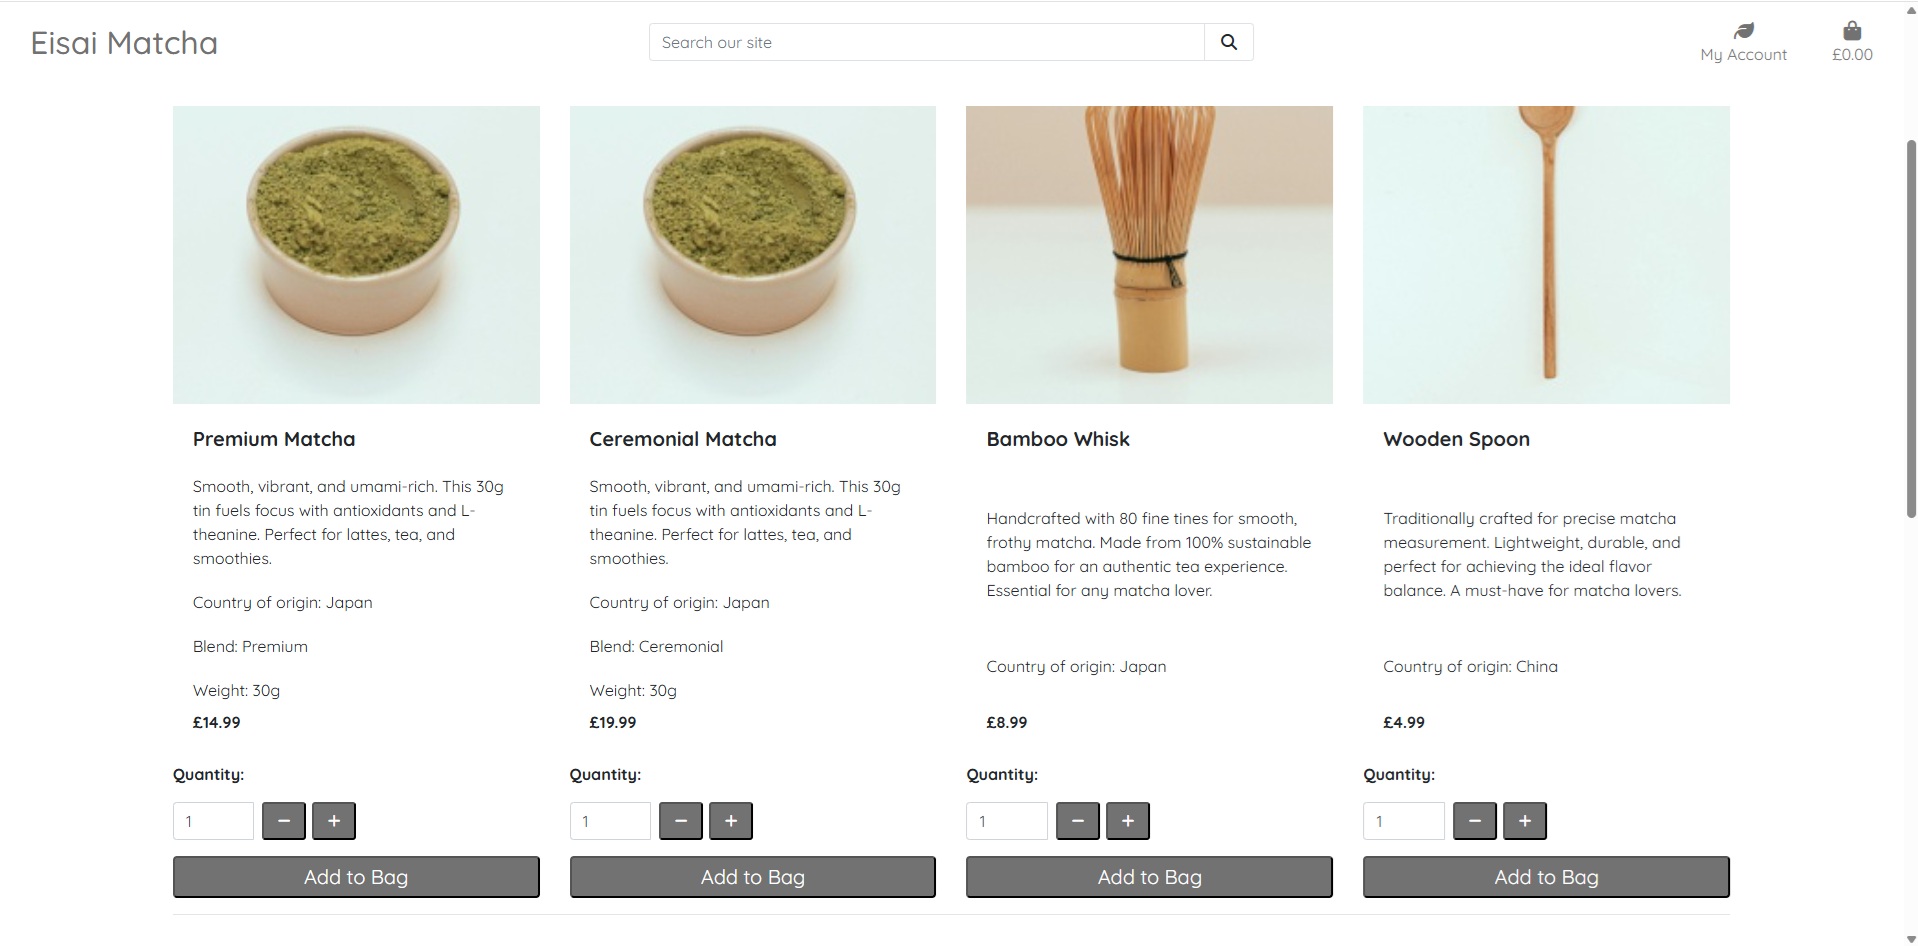 Eisai Matcha
Search our site
My Account
£0.00
Premium Matcha
Smooth, vibrant, and umami-rich. This 30g
tin fuels focus with antioxidants and L-
theanine. Perfect for lattes, tea, and
smoothies.
Country of origin: Japan
Blend: Premium
Weight: 30g
£14.99
Quantity:
1
Add to Bag
Ceremonial Matcha
Smooth, vibrant, and umami-rich. This 30g
tin fuels focus with antioxidants and L-
theanine. Perfect for lattes, tea, and
smoothies.
Country of origin: Japan
Blend: Ceremonial
Weight: 30g
£19.99
Quantity:
1
Add to Bag
Bamboo Whisk
Handcrafted with 80 fine tines for smooth,
frothy matcha. Made from 100% sustainable
bamboo for an authentic tea experience.
Essential for any matcha lover.
Country of origin: Japan
£8.99
Quantity:
1
Add to Bag
Wooden Spoon
Traditionally crafted for precise matcha
measurement. Lightweight, durable, and
perfect for achieving the ideal flavor
balance. A must-have for matcha lovers.
Country of origin: China
£4.99
Quantity:
1
Add to Bag